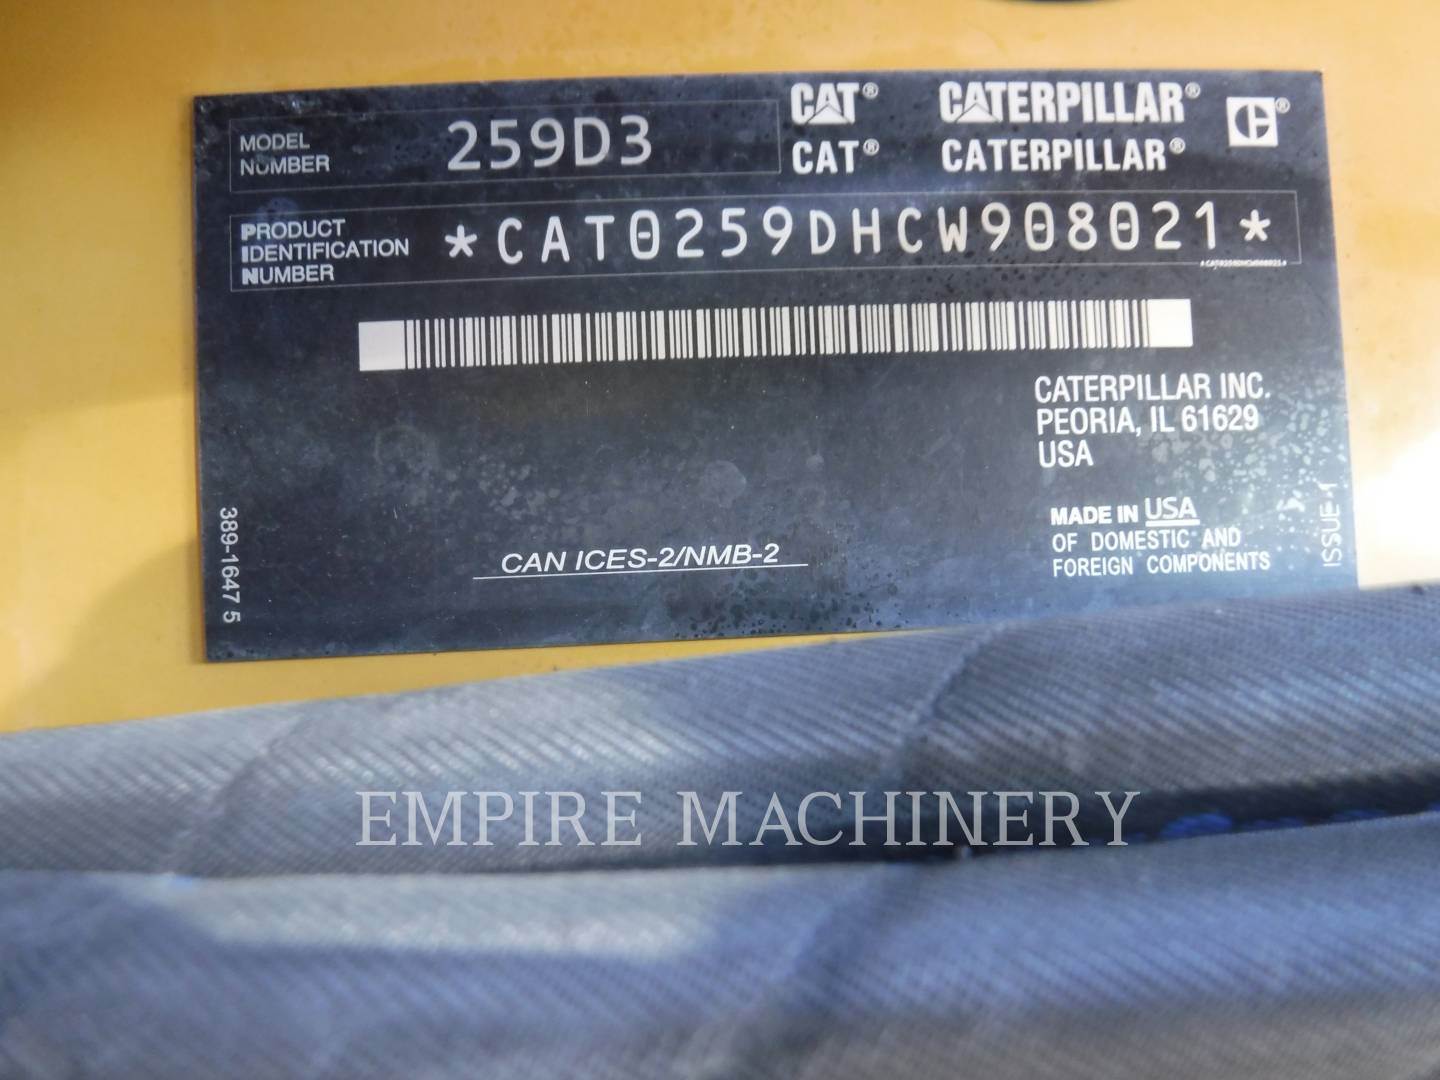 MODEL NUMBER 259D3
CAT® CATERPILLAR®
CAT® CATERPILLAR®
PRODUCT IDENTIFICATION NUMBER *CAT0259DHCW908021*
*CAT0259DHCW908021*
CATERPILLAR INC.
PEORIA, IL 61629
USA
MADE IN USA
OF DOMESTIC AND
FOREIGN COMPONENTS
CAN ICES-2/NMB-2
389-1647 5
ISSUE-1
EMPIRE MACHINERY